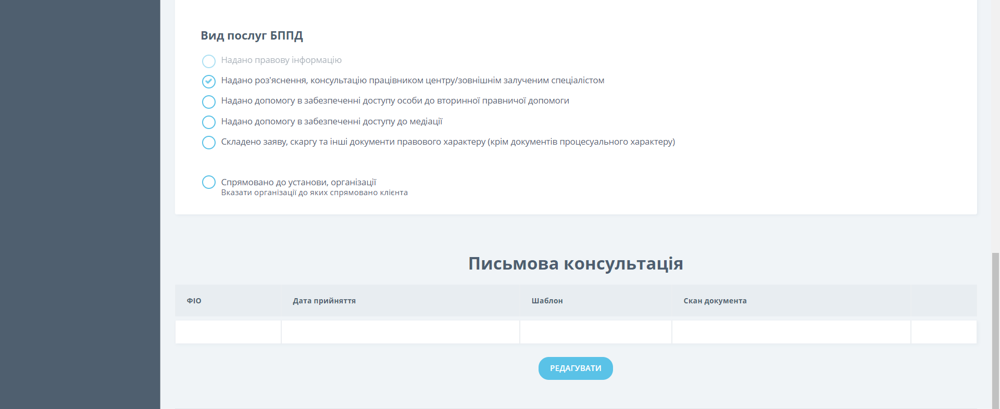 Вид послуг БППД
Надано правову інформацію
Надано роз'яснення, консультацію працівником центру/зовнішнім залученим спеціалістом
Надано допомогу в забезпеченні доступу особи до вторинної правничої допомоги
Надано допомогу в забезпеченні доступу до медіації
Складено заяву, скаргу та інші документи правового характеру (крім документів процесуального характеру)
Спрямовано до установи, організації
Вказати організації до яких спрямовано клієнта
Письмова консультація
ФІО Дата прийняття Шаблон Скан документа
РЕДАГУВАТИ